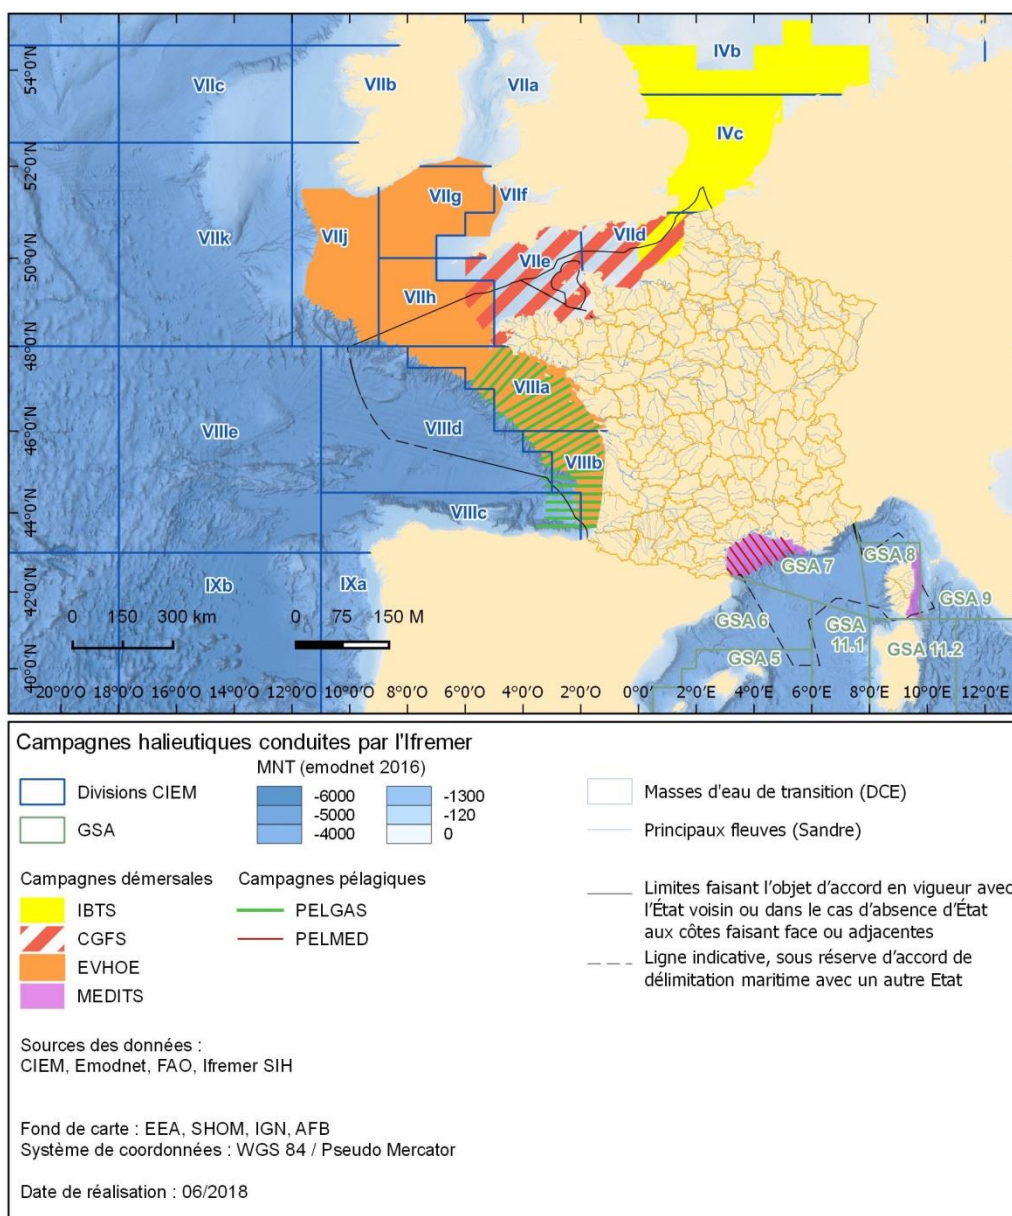 IVb
VIIc
VIIb
VIIa
IVc
VIIg
VIIf
VIIk
VIIj
VIId
VIIe
VIIh
VIIIa
VIIIe
VIIId
VIIIb
VIIIc
IXb
IXa
GSA 7
GSA 8
GSA 9
GSA 6
GSA 11.1
GSA 11.2
GSA 5
0 150 300 km
0 75 150 M
54°0'N
52°0'N
50°0'N
48°0'N
46°0'N
44°0'N
42°0'N
40°0'N
20°0'O 18°0'O 16°0'O 14°0'O 12°0'O 10°0'O 8°0'O 6°0'O 4°0'O 2°0'O 0°0'E 2°0'E 4°0'E 6°0'E 8°0'E 10°0'E 12°0'E
Campagnes halieutiques conduites par l'Ifremer
Divisions CIEM
GSA
MNT (emodnet 2016)
-6000
-5000
-4000
-1300
-120
0
Masses d'eau de transition (DCE)
Principaux fleuves (Sandre)
Campagnes démersales
IBTS
CGFS
EVHOE
MEDITS
Campagnes pélagiques
PELGAS
PELMED
Limites faisant l'objet d'accord en vigueur avec
l'État voisin ou dans le cas d'absence d'État
aux côtes faisant face ou adjacentes
Ligne indicative, sous réserve d'accord de
délimitation maritime avec un autre Etat
Sources des données :
CIEM, Emodnet, FAO, Ifremer SIH
Fond de carte : EEA, SHOM, IGN, AFB
Système de coordonnées : WGS 84 / Pseudo Mercator
Date de réalisation : 06/2018